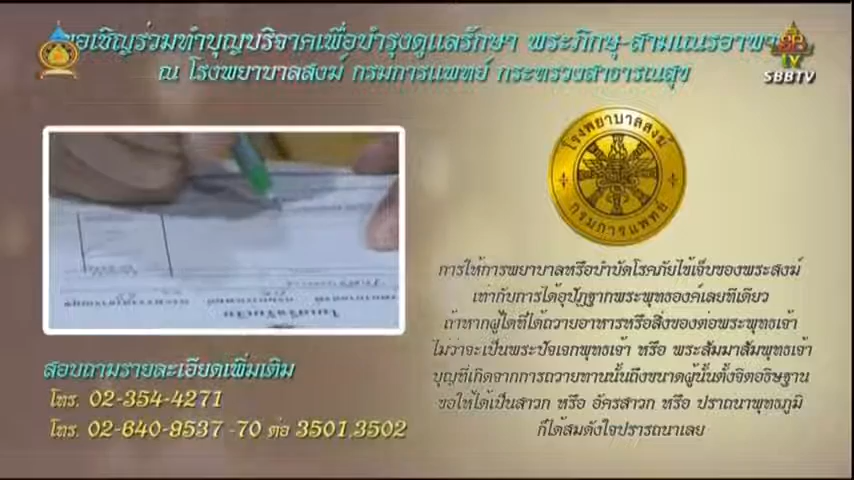 ขอเชิญร่วมทำบุญบริจาคเพื่อบำรุงดูแลรักษา พระภิกษุ-สามเณรอาพาธ
ณ โรงพยาบาลสงฆ์ กรมการแพทย์ กระทรวงสาธารณสุข
SBBTV
โรงพยาบาลสงฆ์
กรมการแพทย์
การให้การพยาบาลหรือบำบัดโรคภัยไข้เจ็บของพระสงฆ์
เท่ากับการได้อุปัฏฐากพระพุทธองค์เลยทีเดียว
ถ้าหากผู้ใดที่ได้ถวายอาหารหรือสิ่งของต่อพระพุทธเจ้า
ไม่ว่าจะเป็นพระปัจเจกพุทธเจ้า หรือ พระสัมมาสัมพุทธเจ้า
บุญที่เกิดจากการถวายทานนั้นถึงขนาดผู้นั้นตั้งจิตอธิษฐาน
ขอให้ได้เป็นสาวก หรือ อัครสาวก หรือ ปราถนาพุทธภูมิ
ก็ได้สมดังใจปรารถนาเลย
สอบถามรายละเอียดเพิ่มเติม
โทร. 02-354-4271
โทร. 02-640-9537 -70 ต่อ 3501,3502